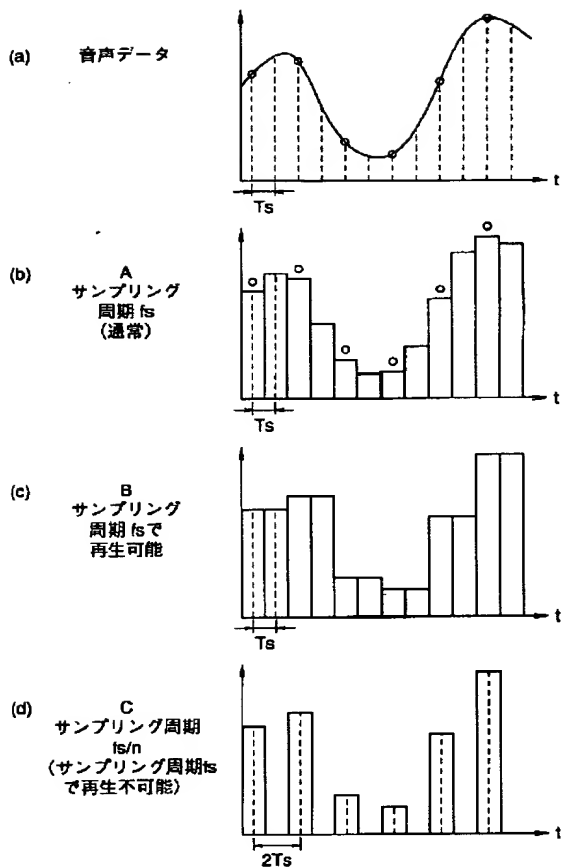 (a) 音声データ
t
Ts
(b) A
サンプリング
周期 fs
(通常)
t
Ts
(c) B
サンプリング
周期 fsで
再生可能
t
Ts
(d) C
サンプリング周期
fs/n
(サンプリング周期fs
で再生不可能)
t
2Ts